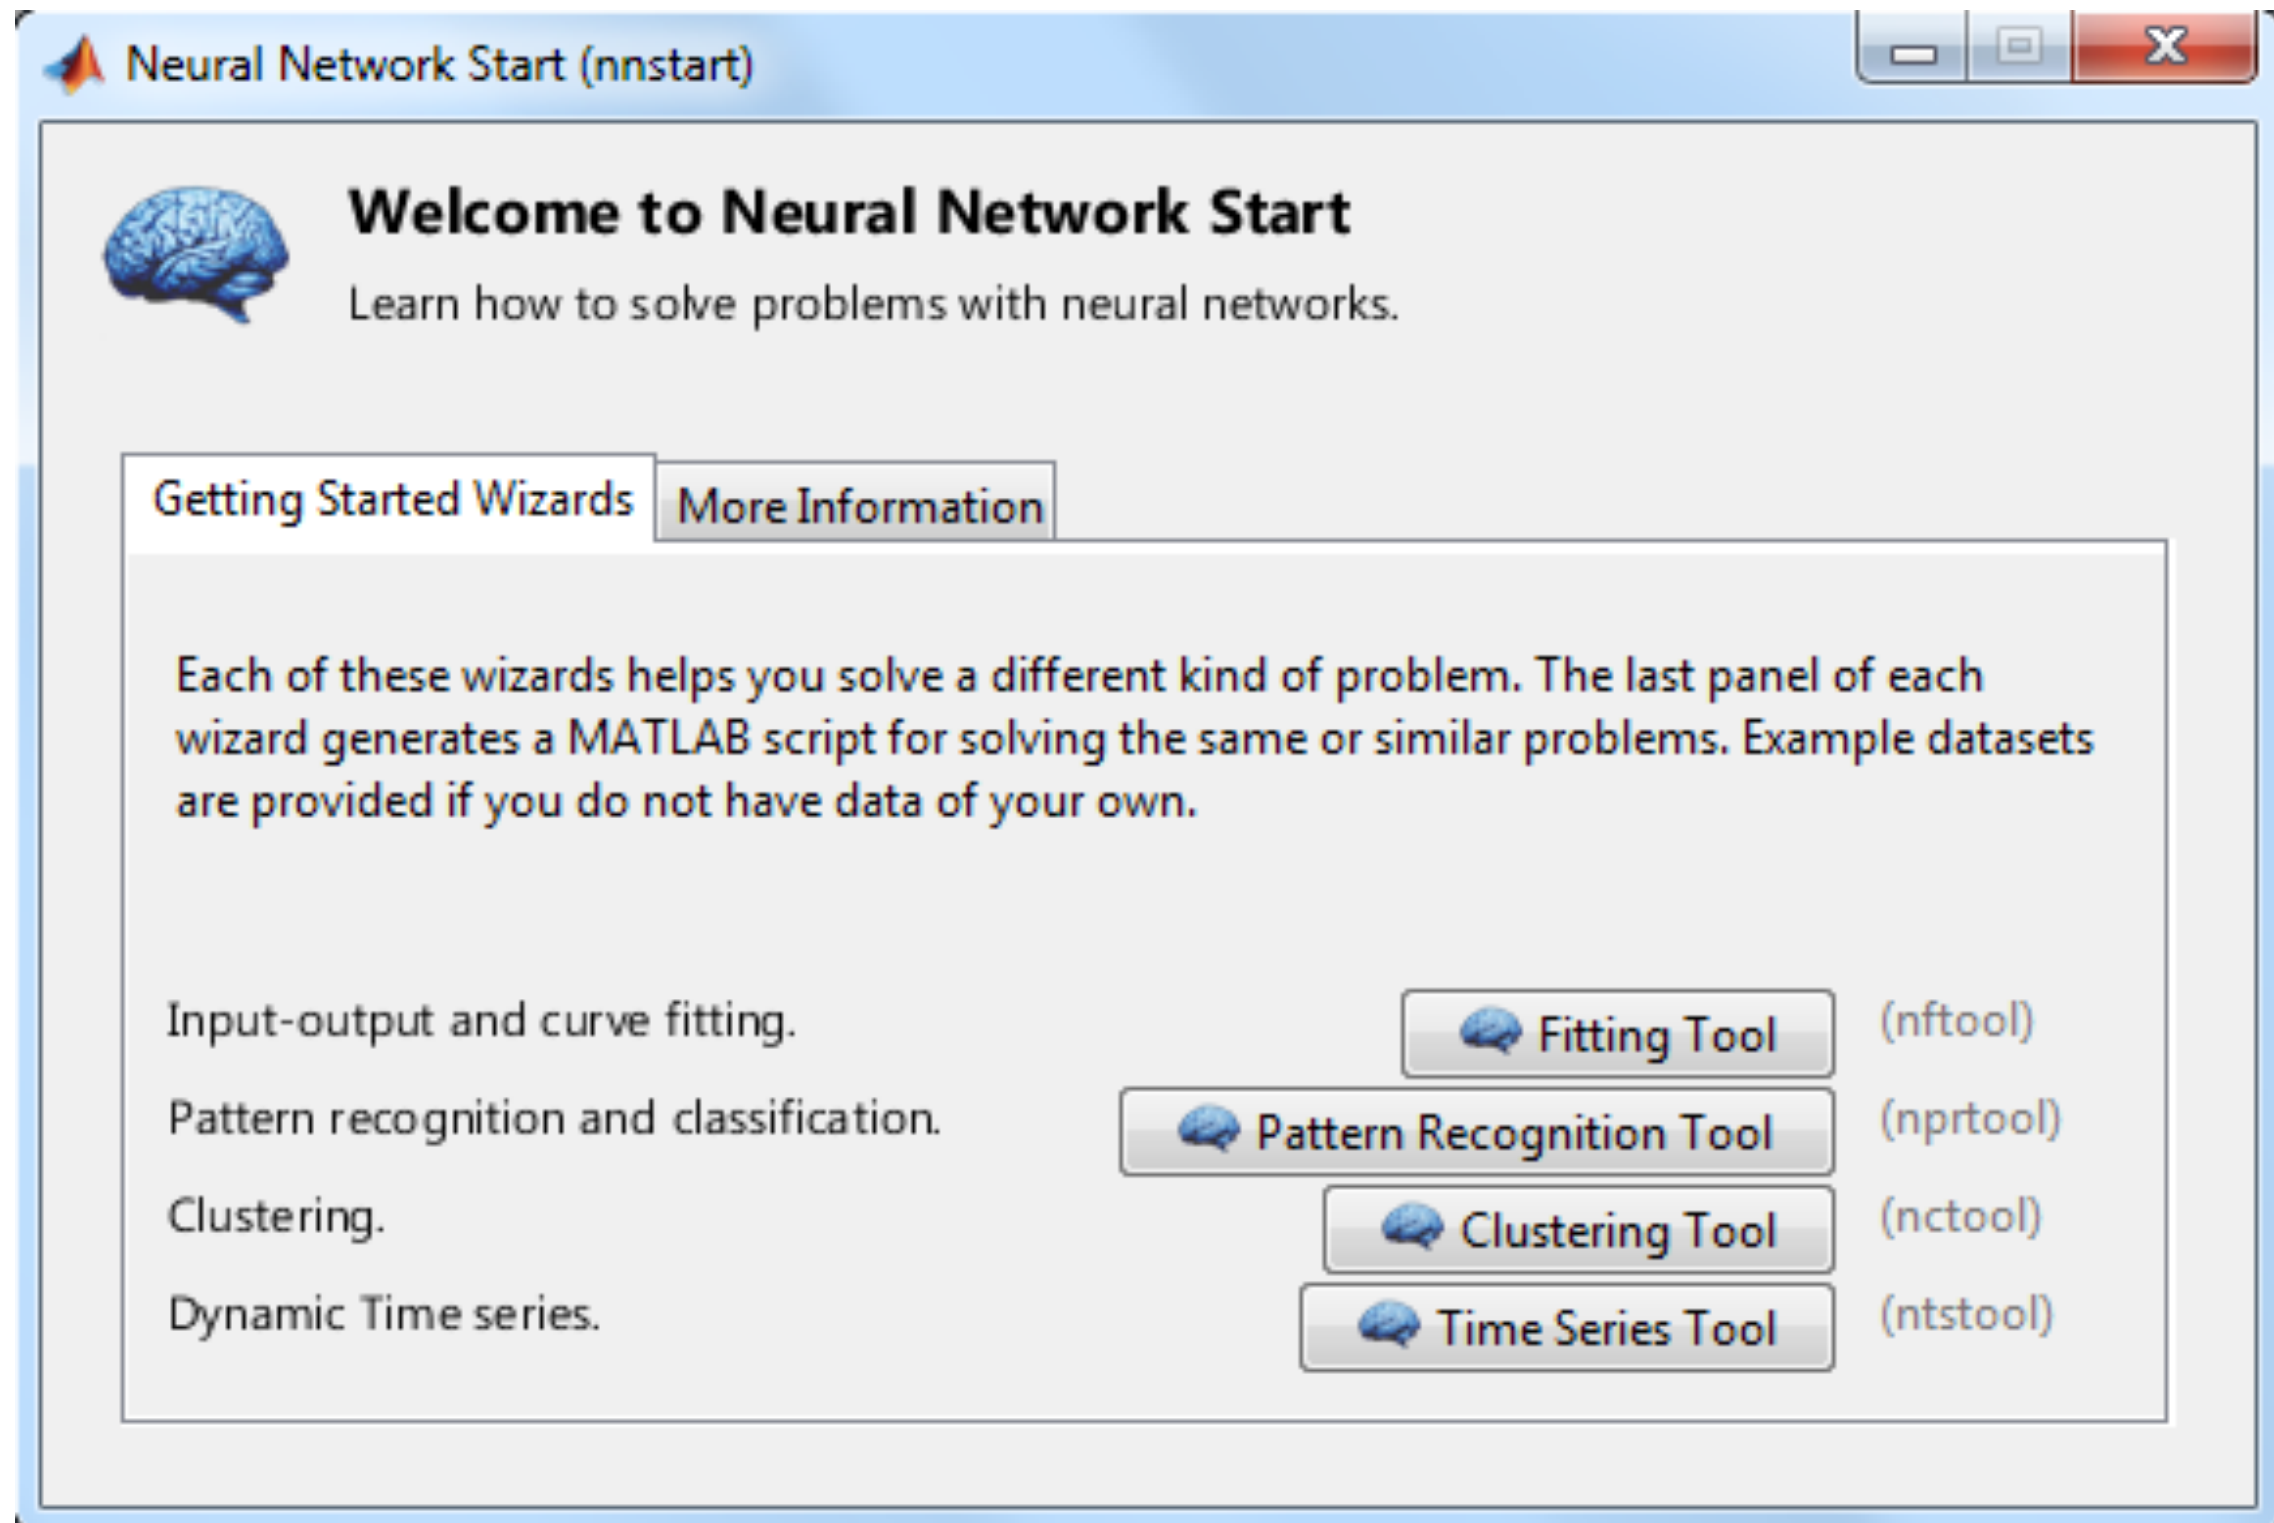 Neural Network Start (nnstart)
Welcome to Neural Network Start
Learn how to solve problems with neural networks.
Getting Started Wizards
More Information
Each of these wizards helps you solve a different kind of problem. The last panel of each
wizard generates a MATLAB script for solving the same or similar problems. Example datasets
are provided if you do not have data of your own.
Input-output and curve fitting. Fitting Tool (nftool)
Pattern recognition and classification. Pattern Recognition Tool (nprtool)
Clustering. Clustering Tool (nctool)
Dynamic Time series. Time Series Tool (ntstool)